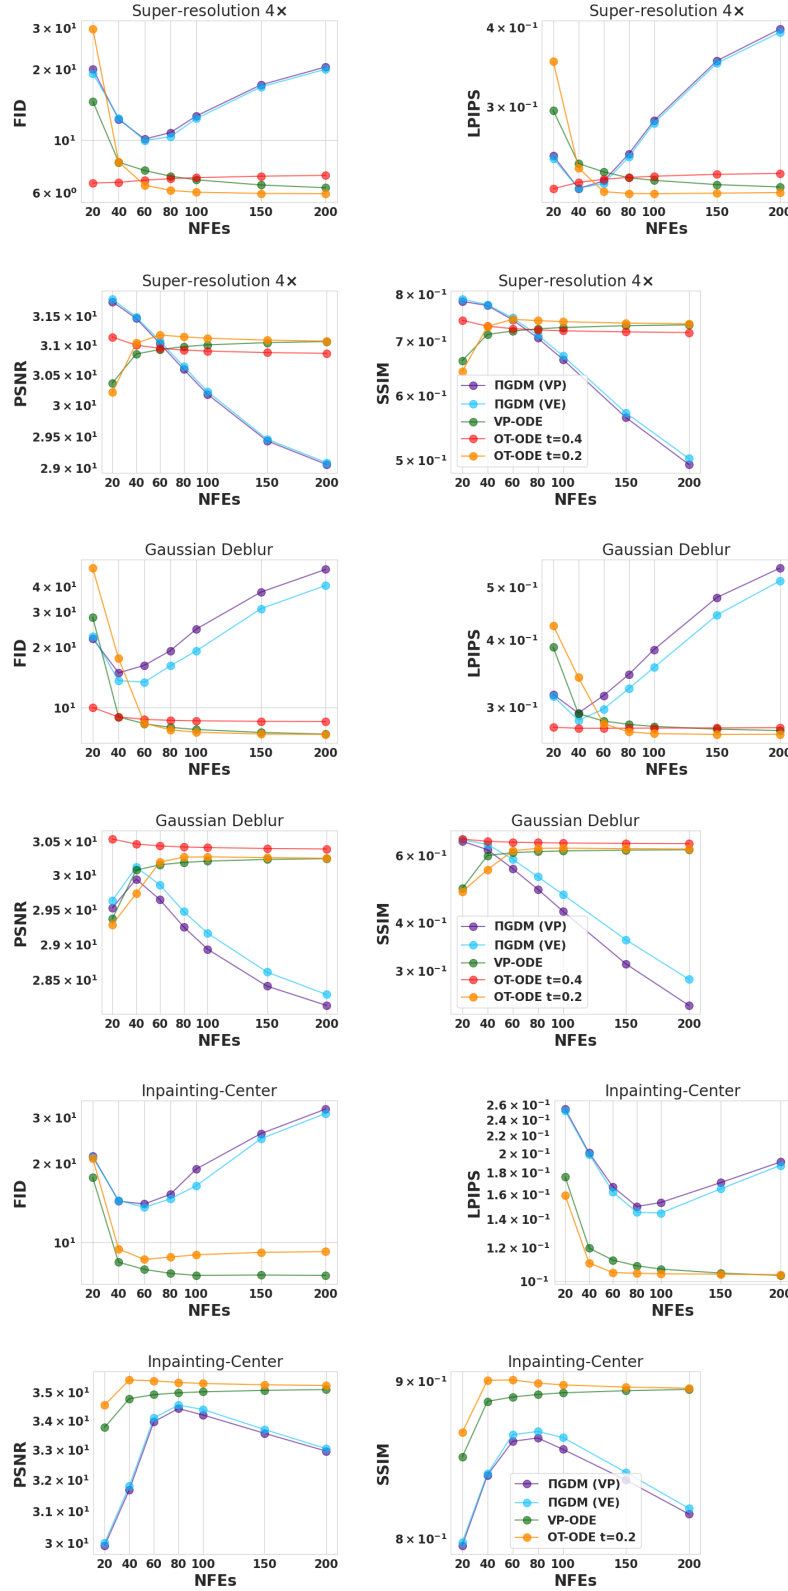 Super-resolution 4×
FID
3 × 10¹
2 × 10¹
10¹
6 × 10⁰
20 40 60 80 100 150 200
NFEs
Super-resolution 4×
LPIPS
4 × 10⁻¹
3 × 10⁻¹
20 40 60 80 100 150 200
NFEs
Super-resolution 4×
PSNR
3.15 × 10¹
3.1 × 10¹
3.05 × 10¹
3 × 10¹
2.95 × 10¹
2.9 × 10¹
20 40 60 80 100 150 200
NFEs
Super-resolution 4×
SSIM
8 × 10⁻¹
7 × 10⁻¹
6 × 10⁻¹
5 × 10⁻¹
ΠGDM (VP)
ΠGDM (VE)
VP-ODE
OT-ODE t=0.4
OT-ODE t=0.2
20 40 60 80 100 150 200
NFEs
Gaussian Deblur
FID
4 × 10¹
3 × 10¹
2 × 10¹
10¹
20 40 60 80 100 150 200
NFEs
Gaussian Deblur
LPIPS
5 × 10⁻¹
4 × 10⁻¹
3 × 10⁻¹
20 40 60 80 100 150 200
NFEs
Gaussian Deblur
PSNR
3.05 × 10¹
3 × 10¹
2.95 × 10¹
2.9 × 10¹
2.85 × 10¹
20 40 60 80 100 150 200
NFEs
Gaussian Deblur
SSIM
6 × 10⁻¹
4 × 10⁻¹
3 × 10⁻¹
ΠGDM (VP)
ΠGDM (VE)
VP-ODE
OT-ODE t=0.4
OT-ODE t=0.2
20 40 60 80 100 150 200
NFEs
Inpainting-Center
FID
3 × 10¹
2 × 10¹
10¹
20 40 60 80 100 150 200
NFEs
Inpainting-Center
LPIPS
2.6 × 10⁻¹
2.4 × 10⁻¹
2.2 × 10⁻¹
2 × 10⁻¹
1.8 × 10⁻¹
1.6 × 10⁻¹
1.4 × 10⁻¹
1.2 × 10⁻¹
10⁻¹
20 40 60 80 100 150 200
NFEs
Inpainting-Center
PSNR
3.5 × 10¹
3.4 × 10¹
3.3 × 10¹
3.2 × 10¹
3.1 × 10¹
3 × 10¹
20 40 60 80 100 150 200
NFEs
Inpainting-Center
SSIM
9 × 10⁻¹
8 × 10⁻¹
ΠGDM (VP)
ΠGDM (VE)
VP-ODE
OT-ODE t=0.2
20 40 60 80 100 150 200
NFEs